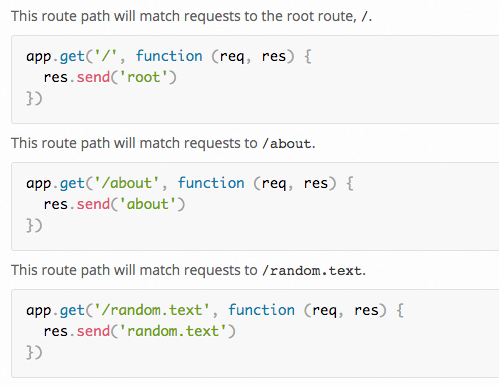 This route path will match requests to the root route, /.
app.get('/', function (req, res) {
  res.send('root')
})
This route path will match requests to /about.
app.get('/about', function (req, res) {
  res.send('about')
})
This route path will match requests to /random.text.
app.get('/random.text', function (req, res) {
  res.send('random.text')
})